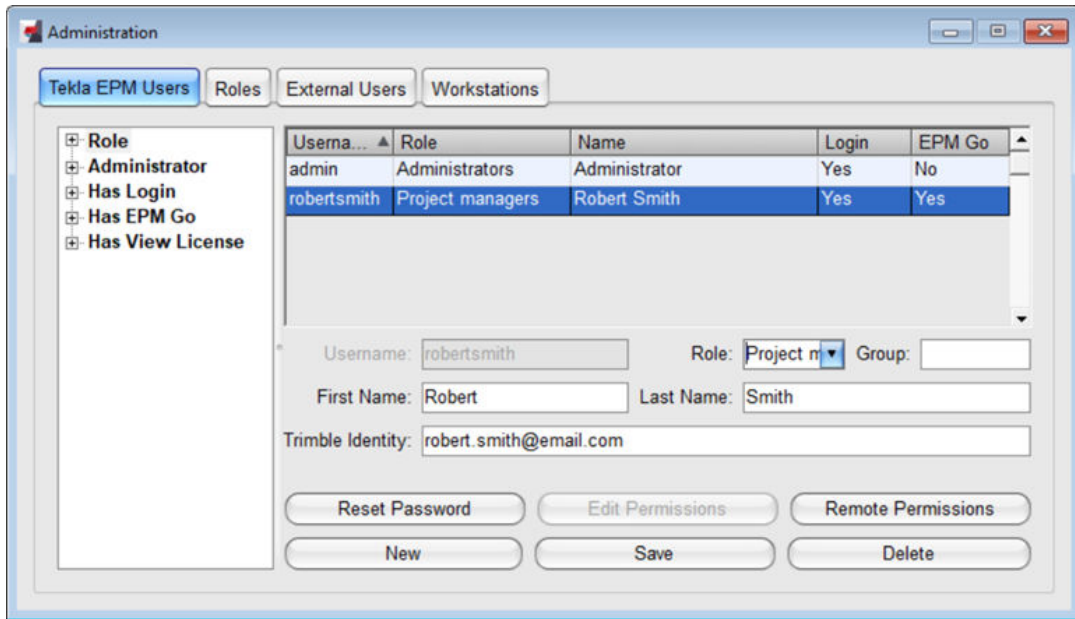 Administration
Tekla EPM Users Roles External Users Workstations
Role
Administrator
Has Login
Has EPM Go
Has View License
Userna... Role Name Login EPM Go
admin Administrators Administrator Yes No
robertsmith Project managers Robert Smith Yes Yes
Username: robertsmith Role: Project m Group:
First Name: Robert Last Name: Smith
Trimble Identity: robert.smith@email.com
Reset Password Edit Permissions Remote Permissions
New Save Delete